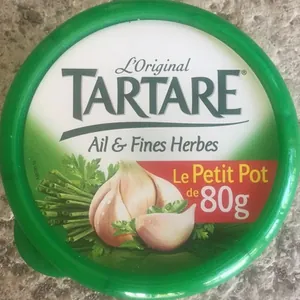 L'Original
TARTARE®
Ail & Fines Herbes
Le Petit Pot
de 80g